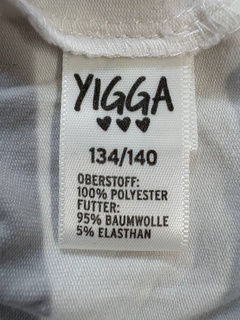 YIGGA
134/140
OBERSTOFF:
100% POLYESTER
FUTTER:
95% BAUMWOLLE
5% ELASTHAN